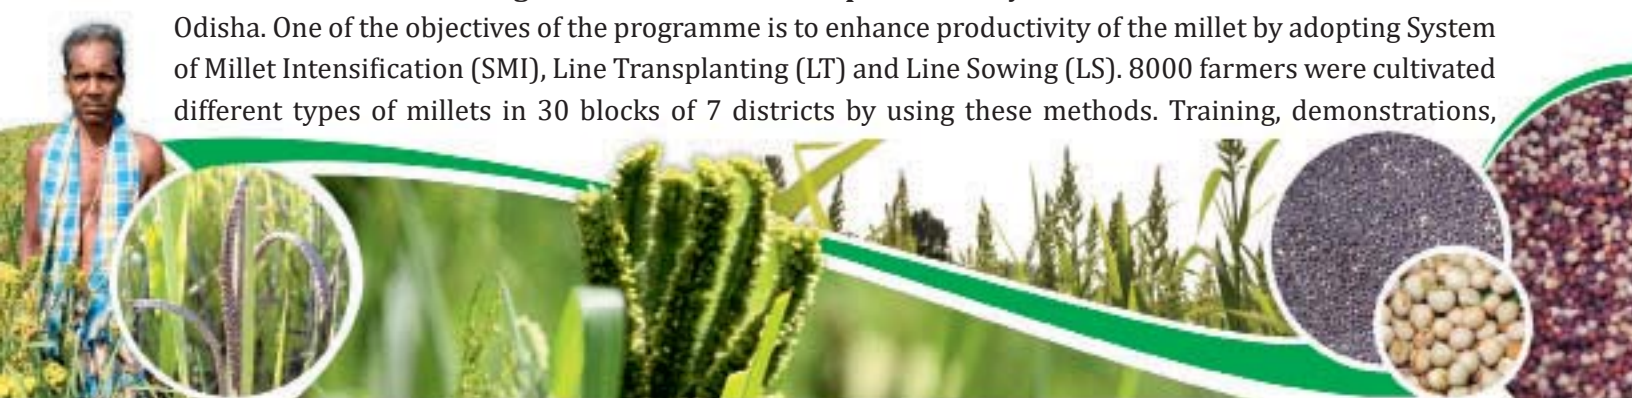 Odisha. One of the objectives of the programme is to enhance productivity of the millet by adopting System
of Millet Intensification (SMI), Line Transplanting (LT) and Line Sowing (LS). 8000 farmers were cultivated
different types of millets in 30 blocks of 7 districts by using these methods. Training, demonstrations,